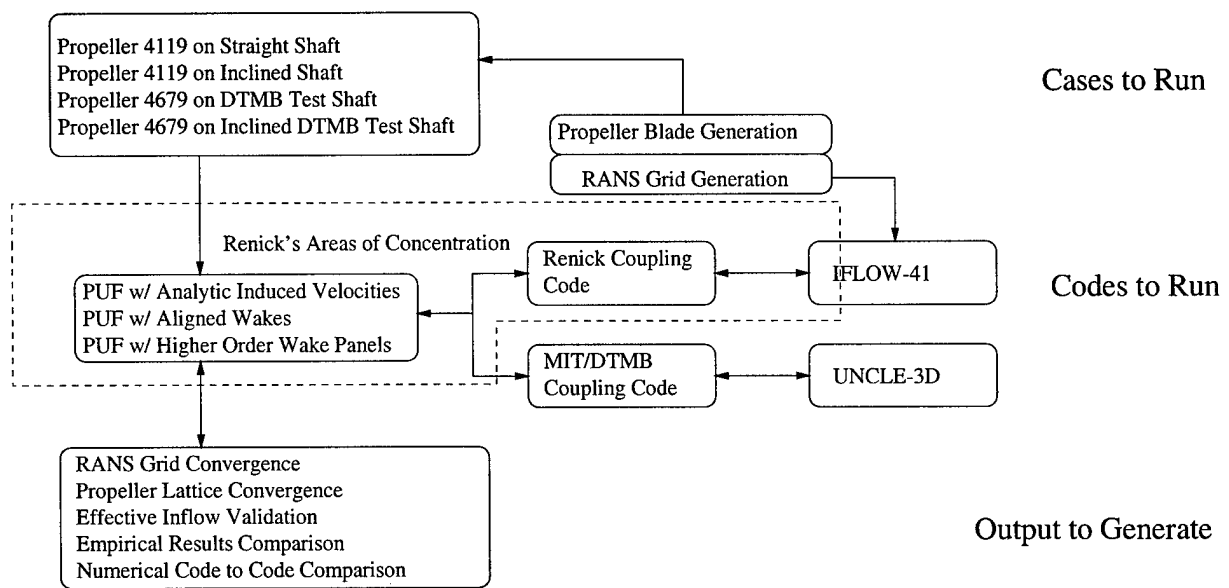 Propeller 4119 on Straight Shaft
Propeller 4119 on Inclined Shaft
Propeller 4679 on DTMB Test Shaft
Propeller 4679 on Inclined DTMB Test Shaft
Cases to Run
Propeller Blade Generation
RANS Grid Generation
Renick's Areas of Concentration
PUF w/ Analytic Induced Velocities
PUF w/ Aligned Wakes
PUF w/ Higher Order Wake Panels
Renick Coupling
Code
IFLOW-41
Codes to Run
MIT/DTMB
Coupling Code
UNCLE-3D
RANS Grid Convergence
Propeller Lattice Convergence
Effective Inflow Validation
Empirical Results Comparison
Numerical Code to Code Comparison
Output to Generate